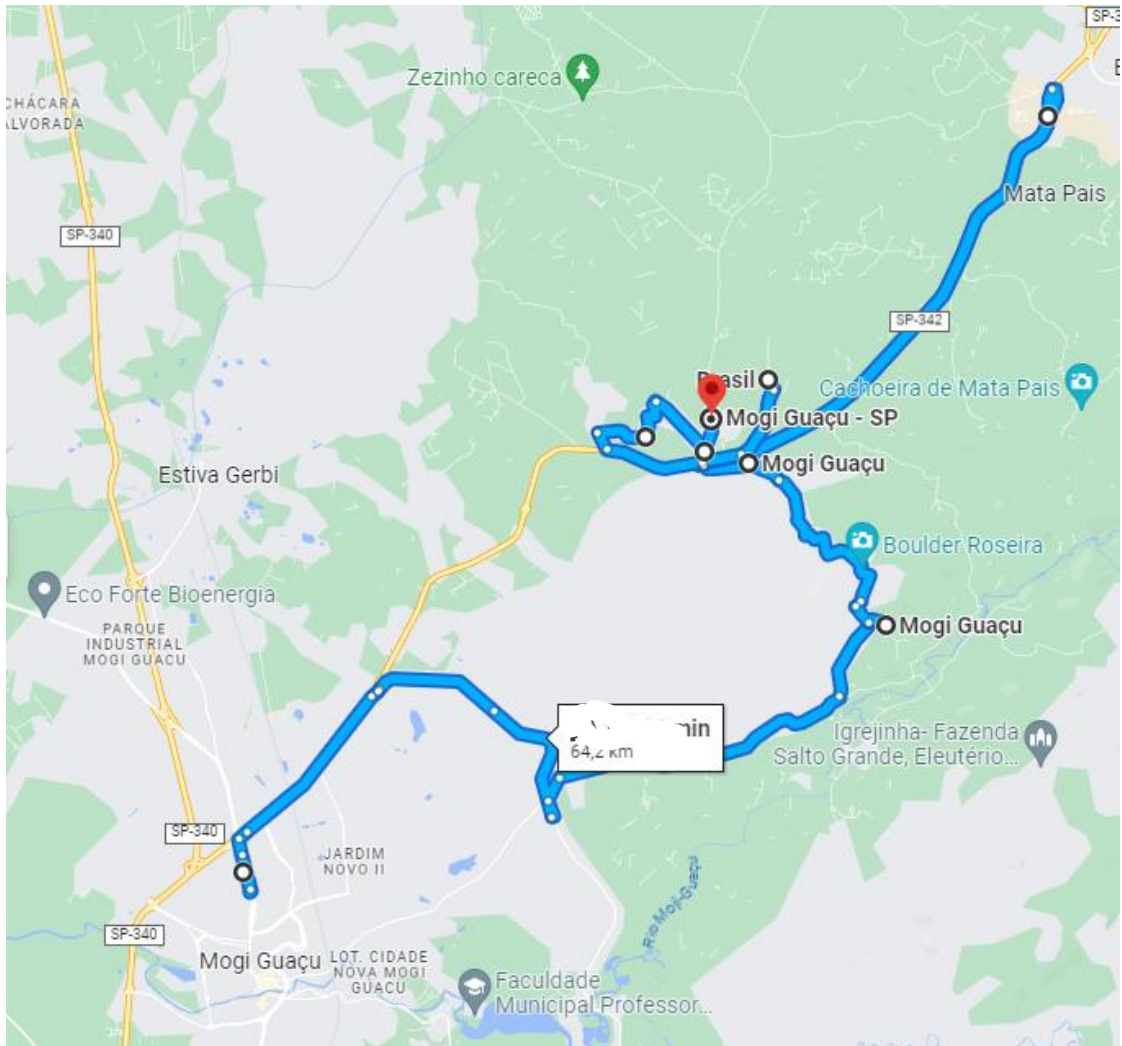 SP-3
E
Zezinho careca
CHÁCARA
ALVORADA
Mata Pais
SP-340
SP-342
Brasil
Cachoeira de Mata Pais
Mogi Guaçu - SP
Mogi Guaçu
Estiva Gerbi
Boulder Roseira
Eco Forte Bioenergia
Mogi Guaçu
PARQUE
INDUSTRIAL
MOGI GUACU
64,2 km
Igrejinha- Fazenda
Salto Grande, Eleutério...
SP-340
JARDIM
NOVO II
Rio Moji-Guaçu
SP-340
Mogi Guaçu
LOT. CIDADE
NOVA MOGI
GUACU
Faculdade
Municipal Professor...